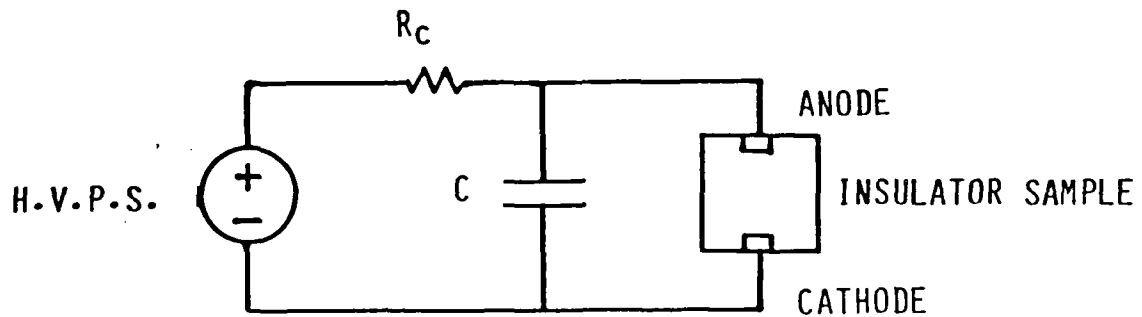 Rc
ANODE
H.V.P.S.
+
−
C
INSULATOR SAMPLE
CATHODE